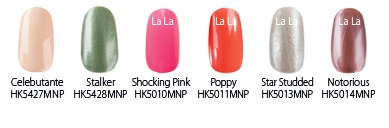 La La La La La La La La
Celebutante Stalker Shocking Pink Poppy Star Studded Notorious
HK5427MNP HK5428MNP HK5010MNP HK5011MNP HK5013MNP HK5014MNP